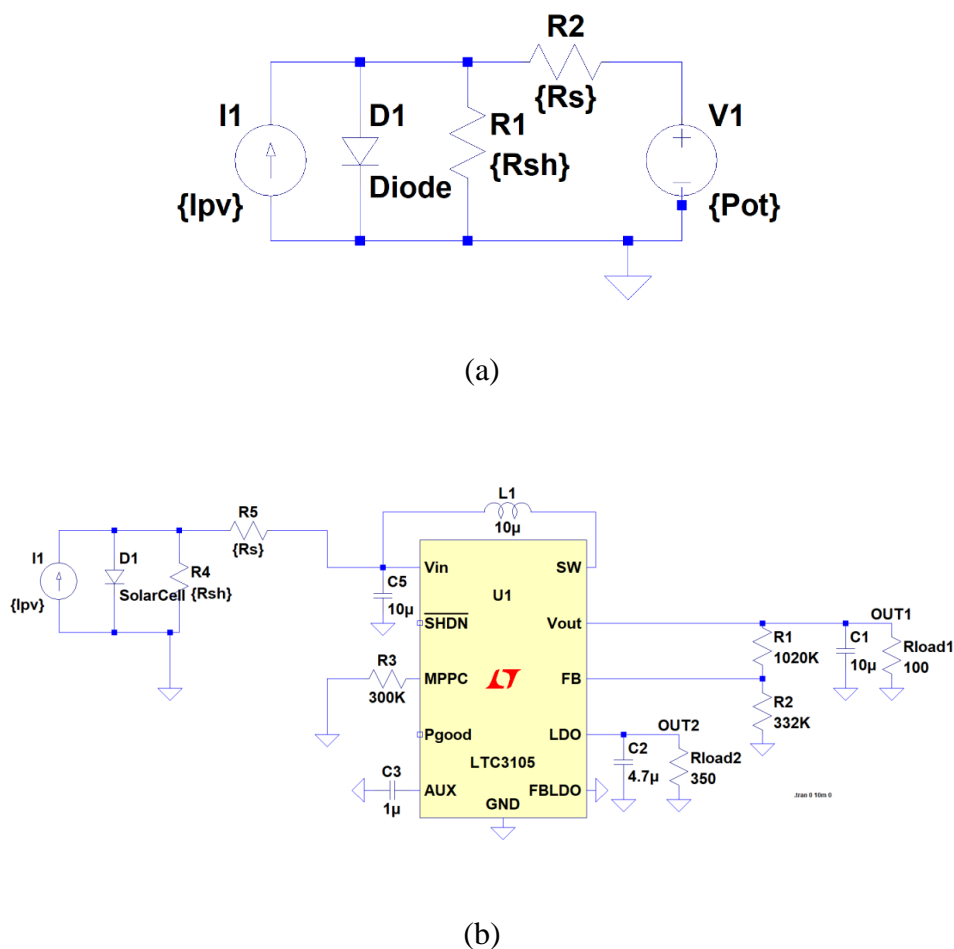 R2
{Rs}
I1
{Ipv}
D1
Diode
R1
{Rsh}
V1
{Pot}
(a)
L1
10µ
R5
{Rs}
I1
{Ipv}
D1
SolarCell
R4
{Rsh}
C5
10µ
Vin
SW
U1
SHDN
Vout
OUT1
R1
1020K
C1
10µ
Rload1
100
R3
300K
MPPC
FB
R2
332K
Pgood
LDO
OUT2
C2
4.7µ
Rload2
350
LTC3105
C3
1µ
AUX
FBLDO
GND
.tran 0 10m 0
(b)